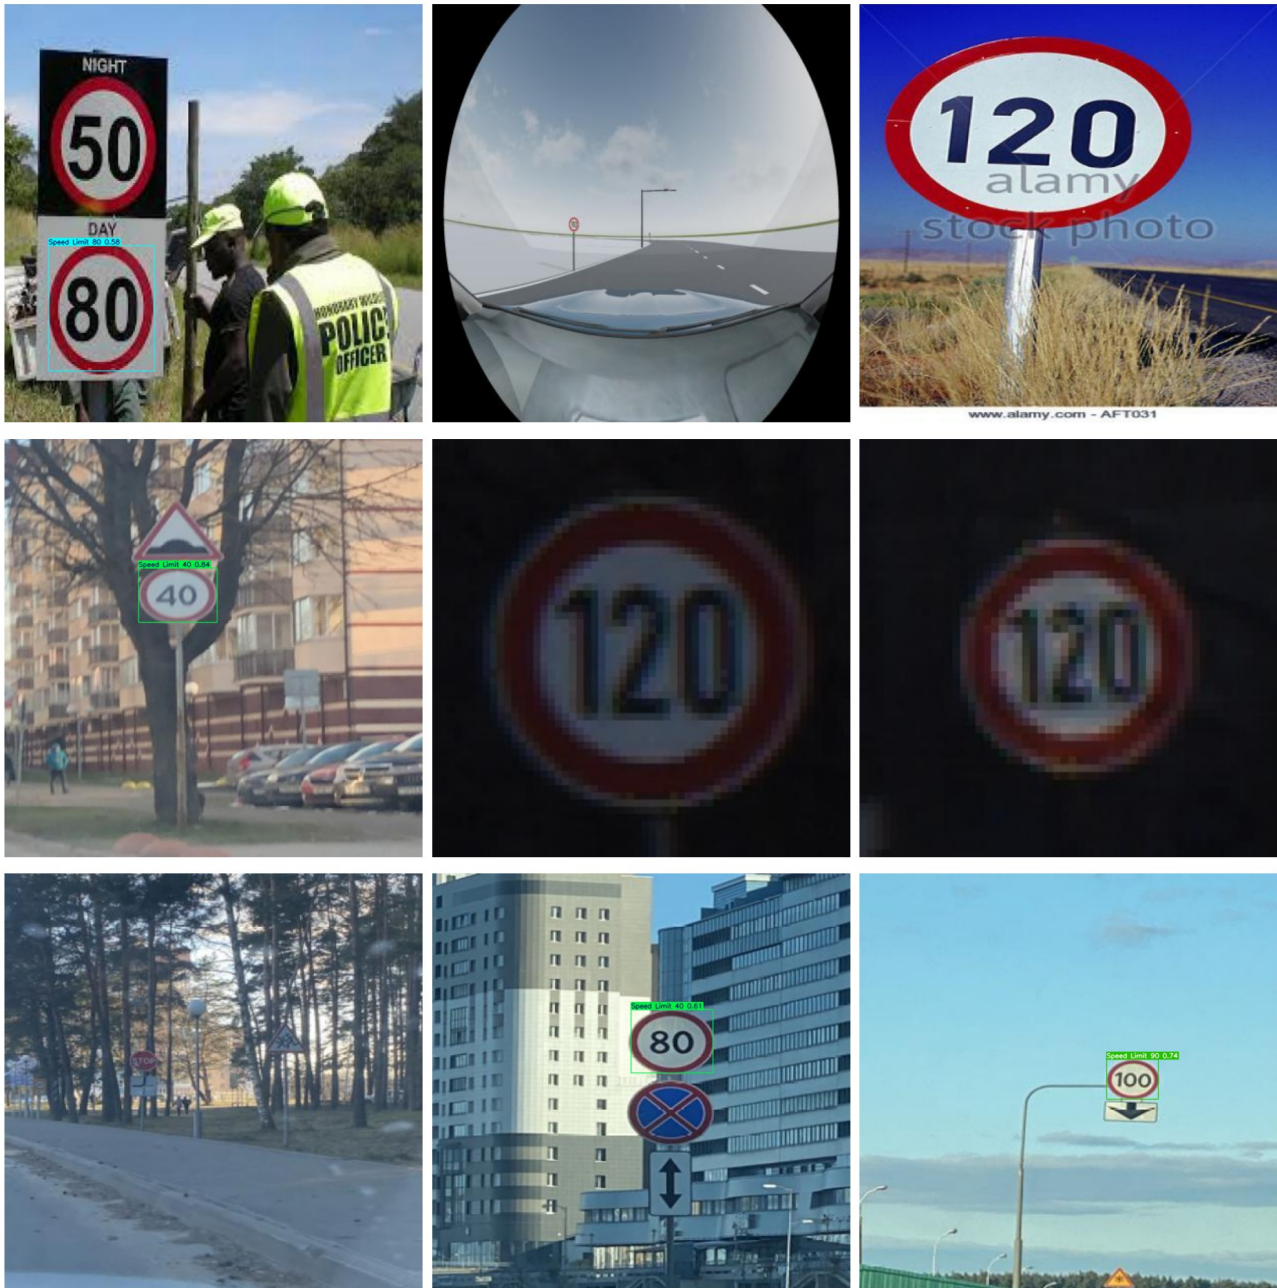 NIGHT
50
DAY
Speed Limit 80 0.58
80
HONORARY
POLICE
OFFICER
120
alamy
stock photo
www.alamy.com - AFT031
Speed Limit 40 0.84
40
120
120
STOP
Speed Limit 40 0.61
80
Speed Limit 90 0.74
100